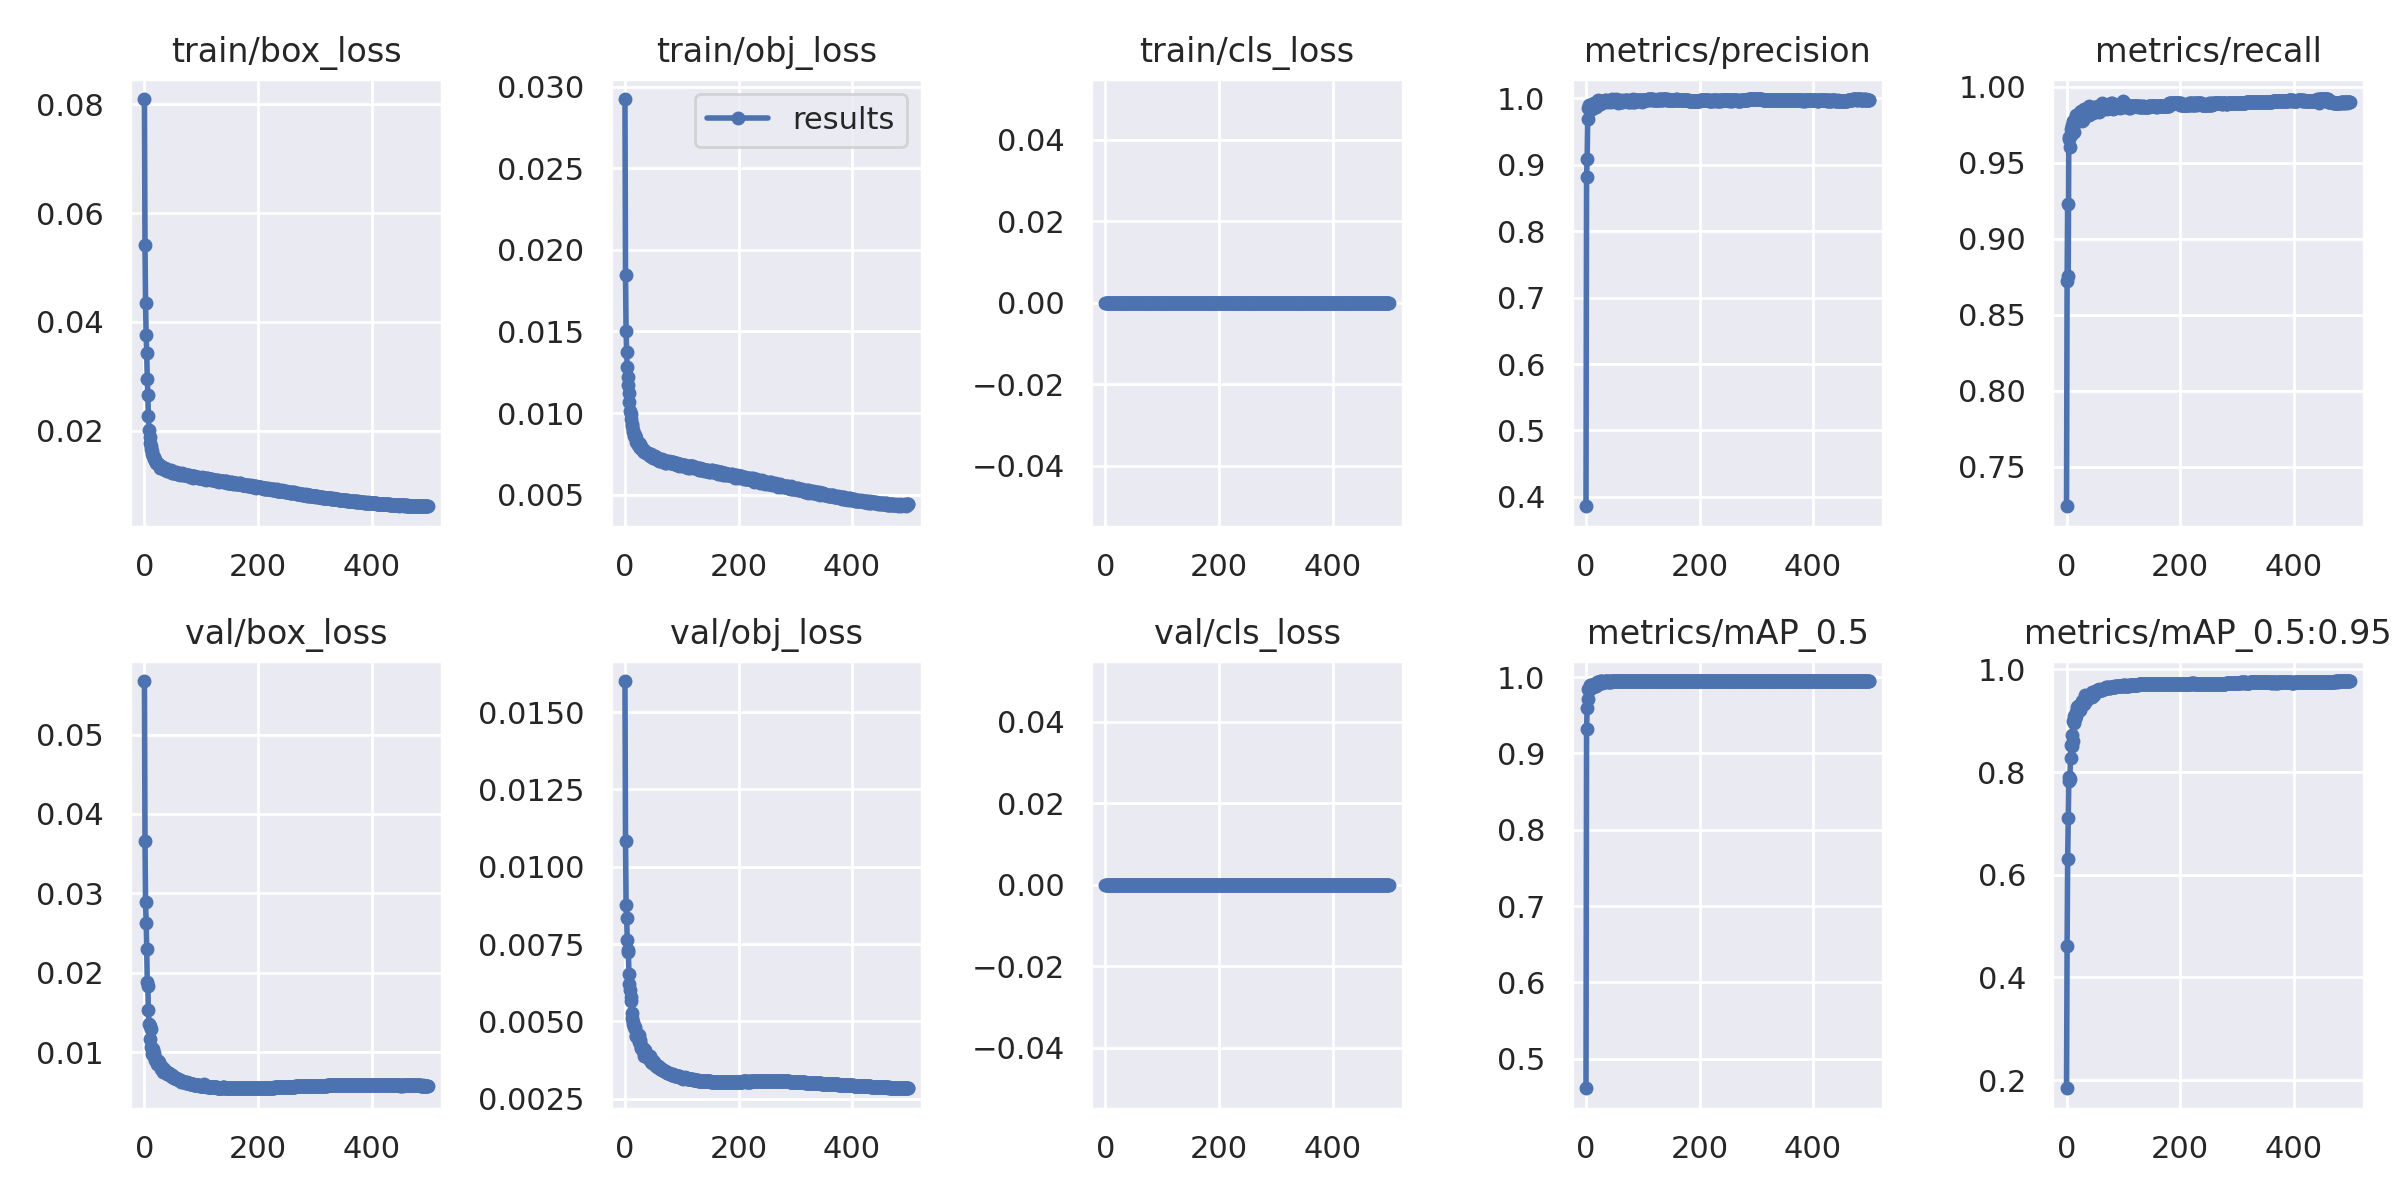 train/box_loss train/obj_loss train/cls_loss metrics/precision metrics/recall
0.08 0.030 0.04 1.0 1.00
results
0.06 0.025 0.02 0.9 0.95
0.04 0.020 0.00 0.8 0.90
0.02 0.015 −0.02 0.7 0.85
0.010 −0.04 0.6 0.80
0.005 0.5 0.75
0.4
0 200 400 0 200 400 0 200 400 0 200 400 0 200 400
val/box_loss val/obj_loss val/cls_loss metrics/mAP_0.5 metrics/mAP_0.5:0.95
0.05 0.0150 0.04 1.0 1.0
0.04 0.0125 0.02 0.9 0.8
0.03 0.0100 0.00 0.8 0.6
0.02 0.0075 −0.02 0.7 0.4
0.01 0.0050 −0.04 0.6 0.2
0.0025 0.5
0 200 400 0 200 400 0 200 400 0 200 400 0 200 400